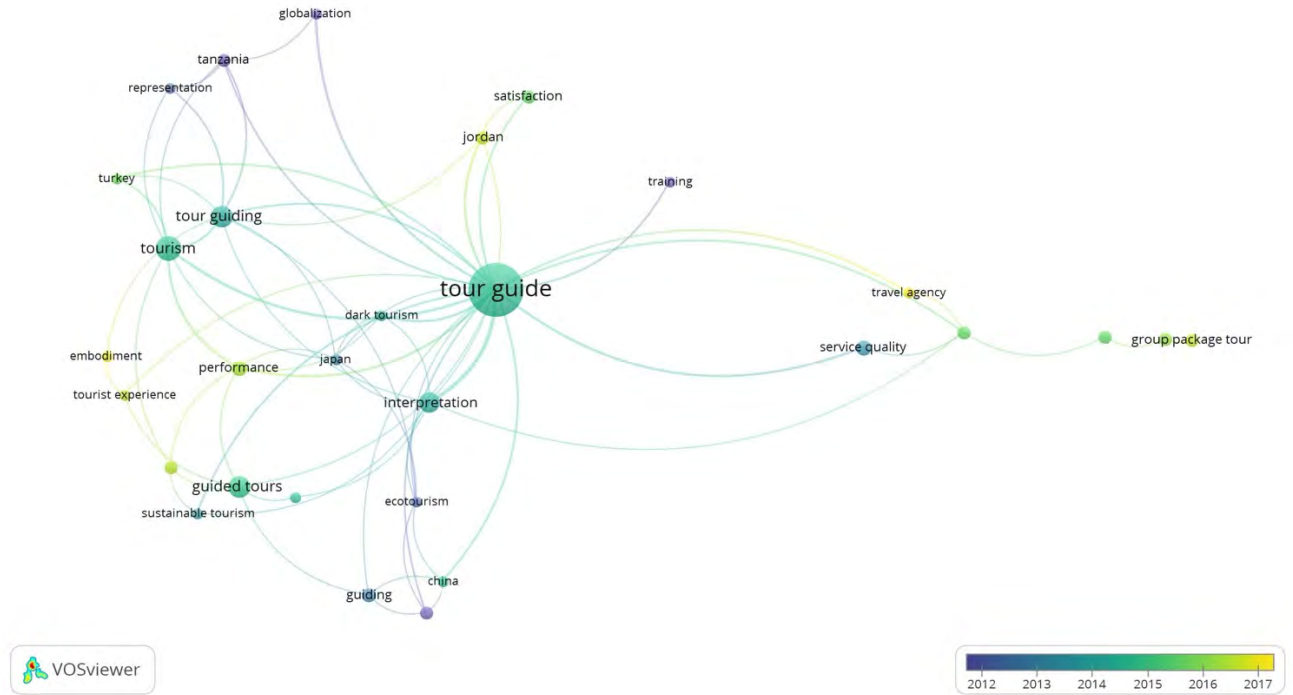 globalization
tanzania
representation
satisfaction
jordan
turkey
training
tour guiding
tourism
tour guide
travel agency
dark tourism
service quality
group package tour
embodiment
japan
performance
tourist experience
interpretation
guided tours
ecotourism
sustainable tourism
china
guiding
VOSviewer
2012 2013 2014 2015 2016 2017